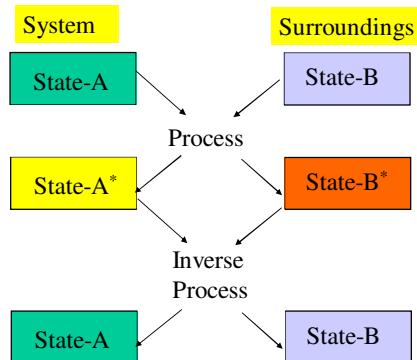 System
Surroundings
State-A
State-B
Process
State-A*
State-B*
Inverse
Process
State-A
State-B